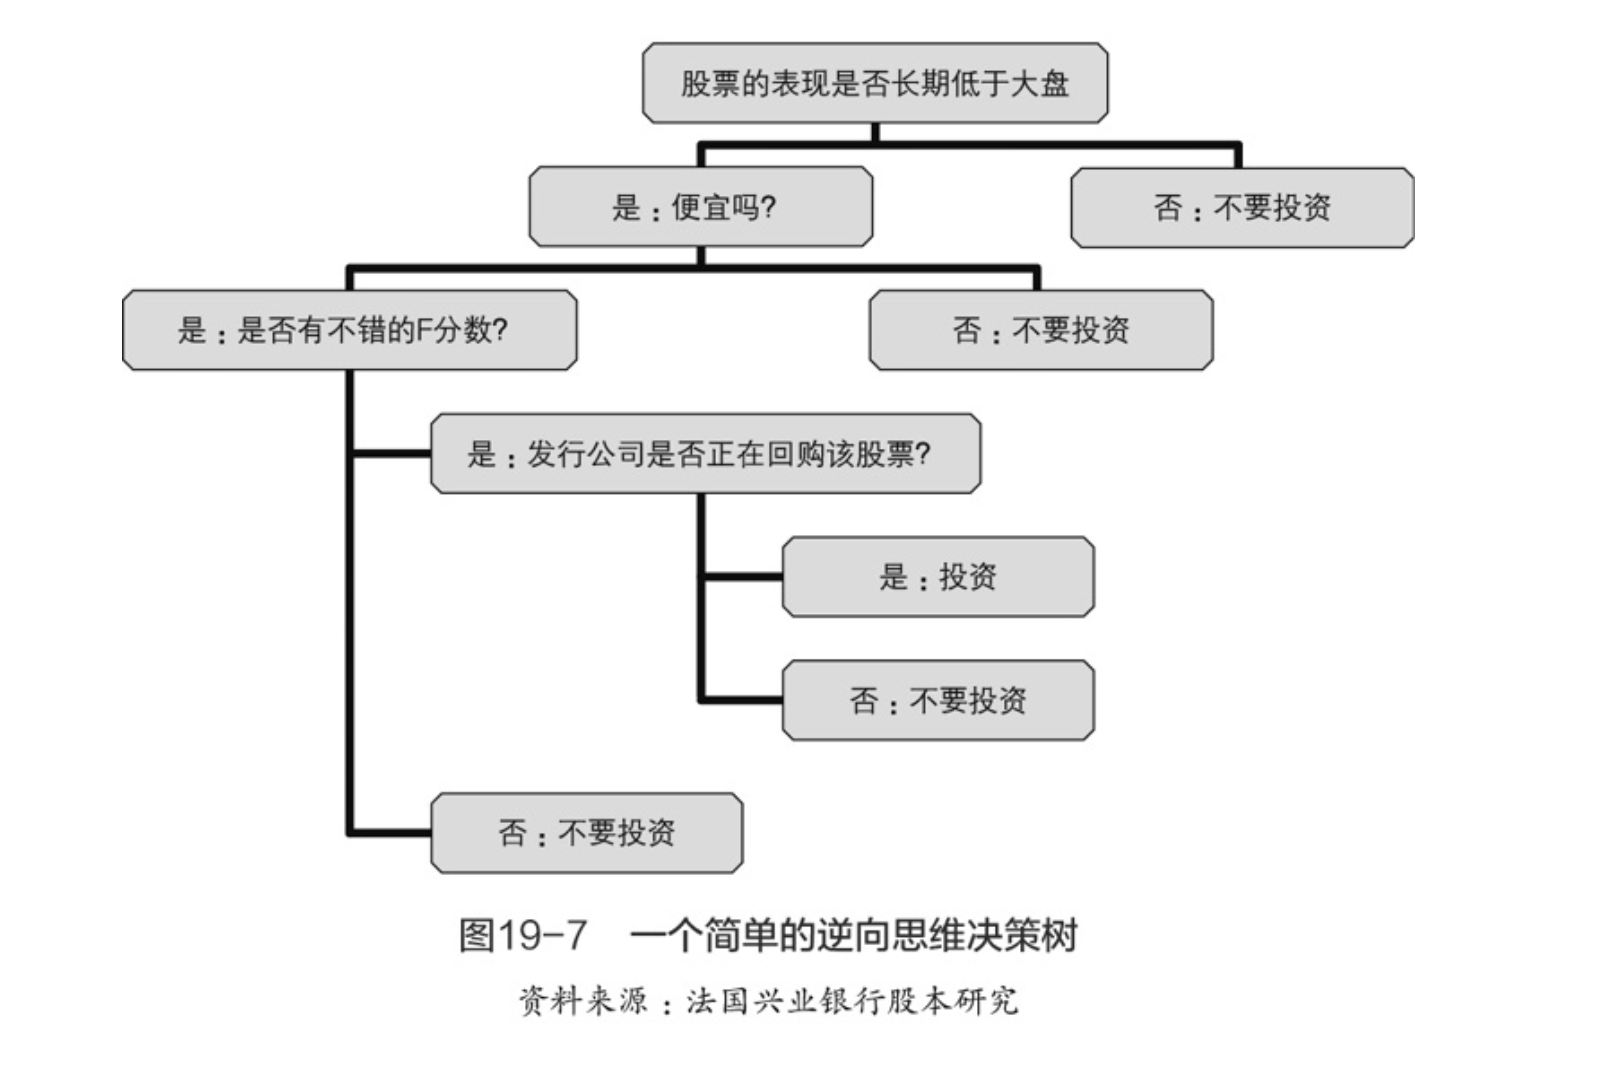 股票的表现是否长期低于大盘
是：便宜吗?
否：不要投资
是：是否有不错的F分数?
否：不要投资
是：发行公司是否正在回购该股票?
是：投资
否：不要投资
否：不要投资
图19-7 一个简单的逆向思维决策树
资料来源：法国兴业银行股本研究